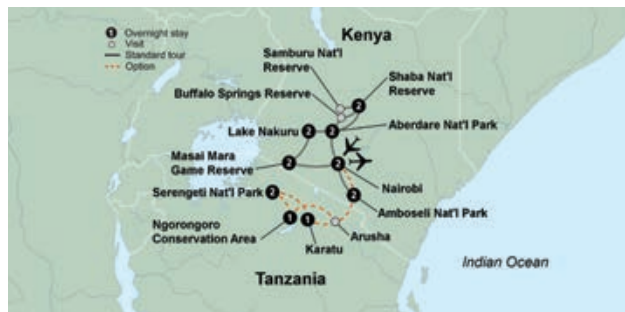 Kenya
1 Overnight stay
Visit
Standard tour
Option
Samburu Nat'l
Reserve
Shaba Nat'l
Reserve
Buffalo Springs Reserve
2
Lake Nakuru
2
2
Aberdare Nat'l Park
Masai Mara
Game Reserve
2
2
Nairobi
Serengeti Nat'l Park
2
2
Amboseli Nat'l Park
Ngorongoro
Conservation Area
1
1
Karatu
Arusha
Indian Ocean
Tanzania